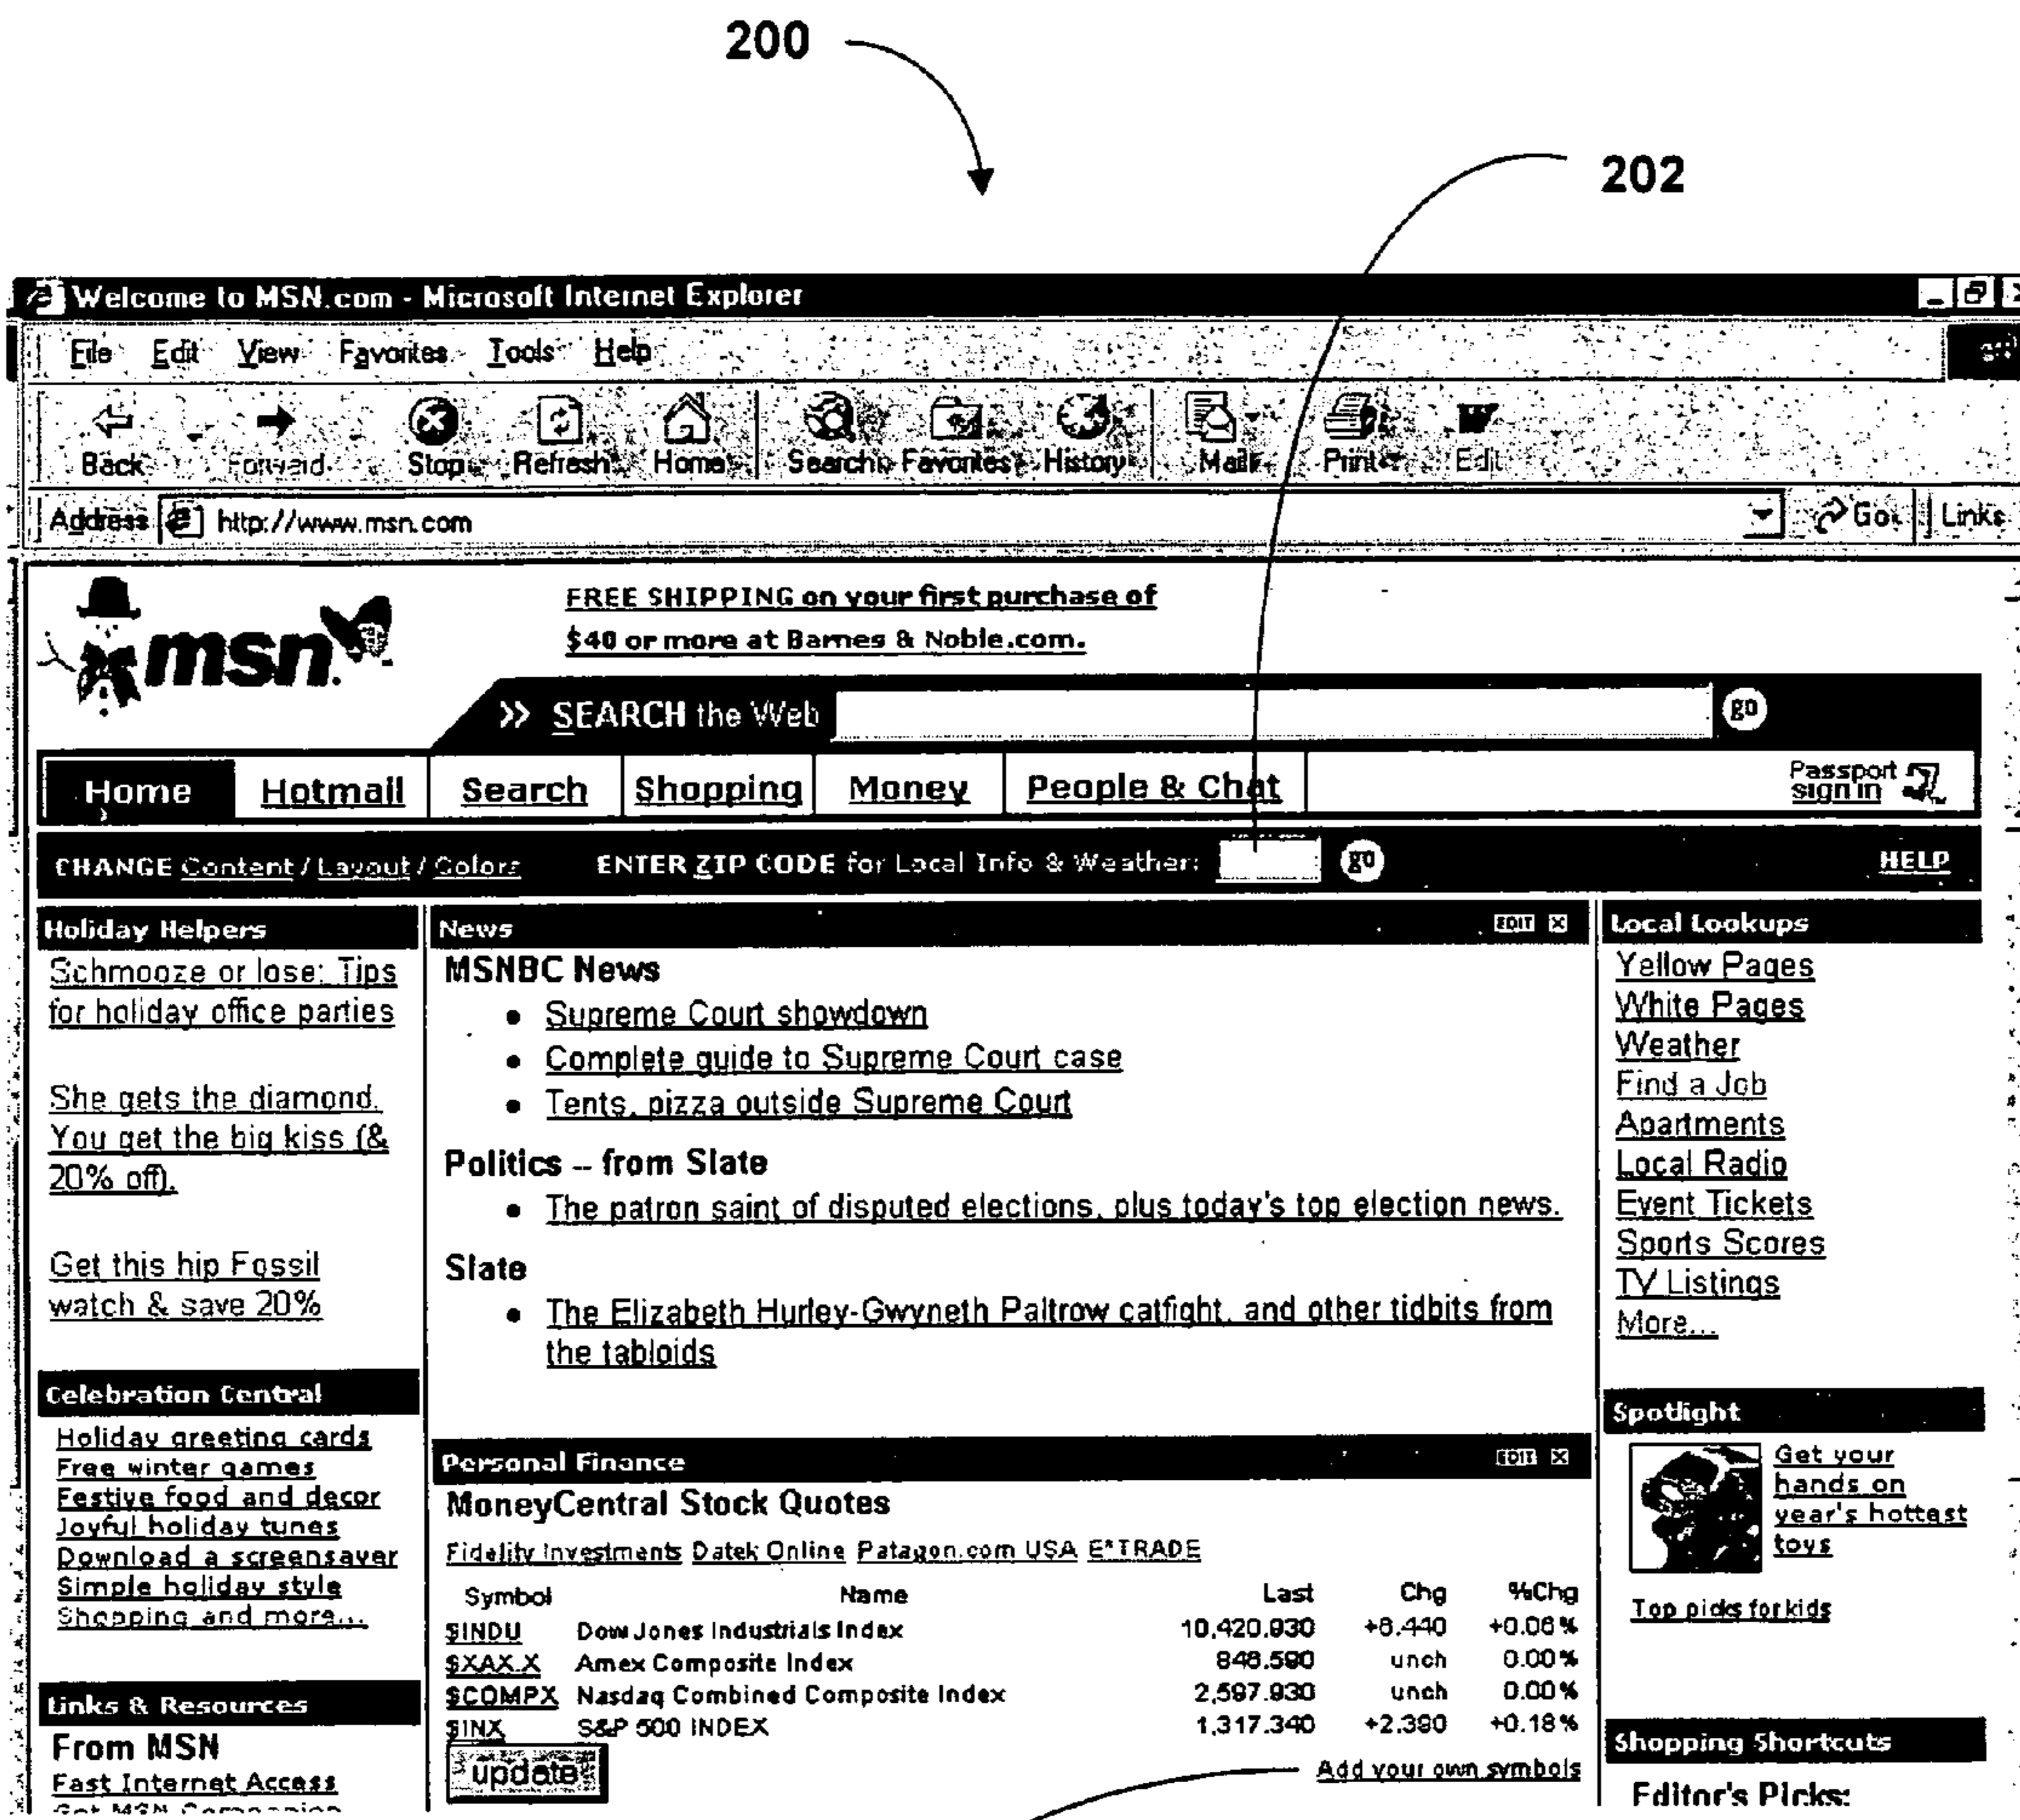 200
202
Welcome to MSN.com - Microsoft Internet Explorer
File Edit View Favorites Tools Help
Back Forward Stop Refresh Home Search Favorites History Mail Print Edit
Address http://www.msn.com Go Links
msn
FREE SHIPPING on your first purchase of
$40 or more at Barnes & Noble.com.
>> SEARCH the Web go
Home Hotmail Search Shopping Money People & Chat Passport
sign in
CHANGE Content / Layout / Colors ENTER ZIP CODE for Local Info & Weather: go HELP
Holiday Helpers
Schmooze or lose: Tips
for holiday office parties
She gets the diamond.
You get the big kiss (&
20% off).
Get this hip Fossil
watch & save 20%
Celebration Central
Holiday greeting cards
Free winter games
Festive food and decor
Joyful holiday tunes
Download a screensaver
Simple holiday style
Shopping and more...
Links & Resources
From MSN
Fast Internet Access
News EDIT X
MSNBC News
• Supreme Court showdown
• Complete guide to Supreme Court case
• Tents, pizza outside Supreme Court
Politics -- from Slate
• The patron saint of disputed elections, plus today's top election news.
Slate
• The Elizabeth Hurley-Gwyneth Paltrow catfight, and other tidbits from
the tabloids
Personal Finance EDIT X
MoneyCentral Stock Quotes
Fidelity Investments Datek Online Patagon.com USA E*TRADE
Symbol Name Last Chg %Chg
$INDU Dow Jones Industrials Index 10,420.930 +0.08%
$XAX.X Amex Composite Index 848.590 unch 0.00%
$COMPX Nasdaq Combined Composite Index 2,597.930 unch 0.00%
$INX S&P 500 INDEX 1,317.340 +2.390 +0.18%
update Add your own symbols
Local Lookups
Yellow Pages
White Pages
Weather
Find a Job
Apartments
Local Radio
Event Tickets
Sports Scores
TV Listings
More...
Spotlight
Get your
hands on
year's hottest
toys
Top picks for kids
Shopping Shortcuts
Editor's Picks: